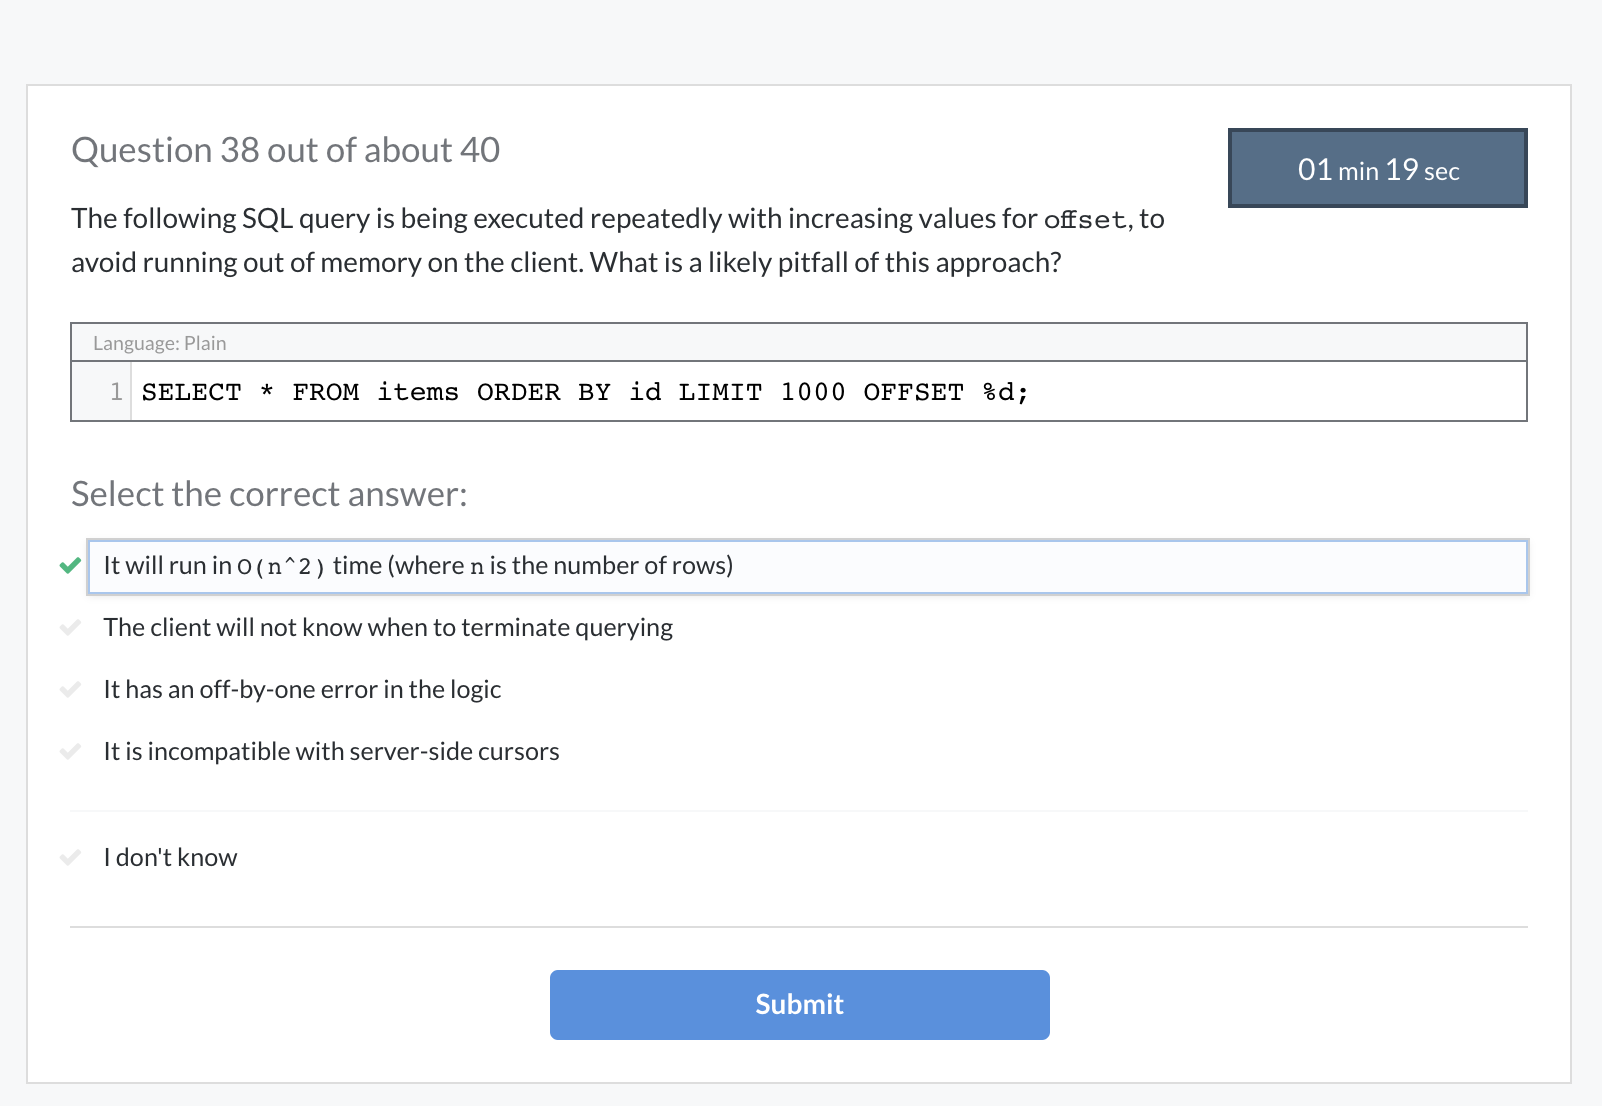 Question 38 out of about 40
01 min 19 sec
The following SQL query is being executed repeatedly with increasing values for offset, to
avoid running out of memory on the client. What is a likely pitfall of this approach?
Language: Plain
1 SELECT * FROM items ORDER BY id LIMIT 1000 OFFSET %d;
Select the correct answer:
It will run in O(n^2) time (where n is the number of rows)
The client will not know when to terminate querying
It has an off-by-one error in the logic
It is incompatible with server-side cursors
I don't know
Submit